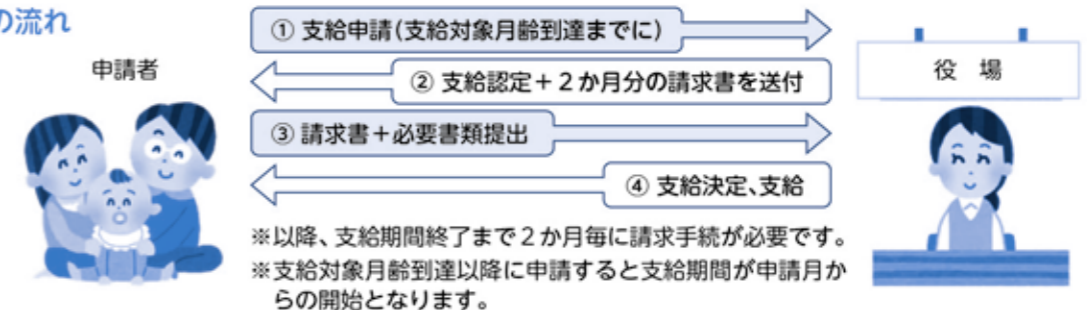 の流れ
申請者
① 支給申請(支給対象月齢到達までに)
② 支給認定+2か月分の請求書を送付
③ 請求書+必要書類提出
④ 支給決定、支給
役 場
※以降、支給期間終了まで2か月毎に請求手続が必要です。
※支給対象月齢到達以降に申請すると支給期間が申請月か
らの開始となります。